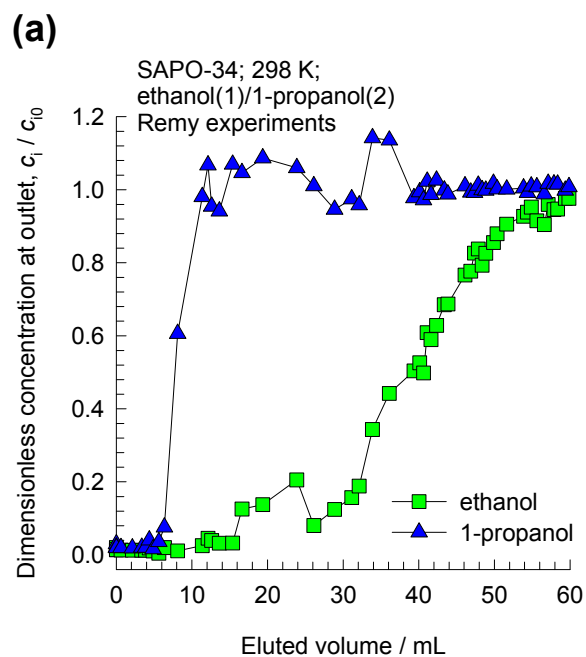 (a)
SAPO-34; 298 K;
ethanol(1)/1-propanol(2)
Remy experiments
Dimensionless concentration at outlet, cᵢ / cᵢ₀
1.2
1.0
0.8
0.6
0.4
0.2
0.0
ethanol
1-propanol
0 10 20 30 40 50 60
Eluted volume / mL